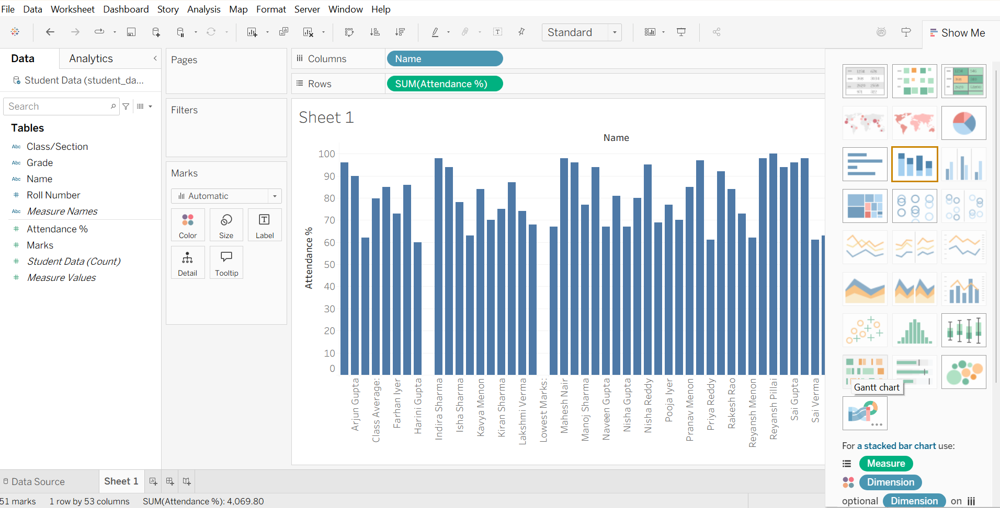 File Data Worksheet Dashboard Story Analysis Map Format Server Window Help
Standard
Show Me
Data
Analytics
Student Data (student_da...
Search
Tables
Abc Class/Section
Abc Grade
Abc Name
# Roll Number
Abc Measure Names
# Attendance %
# Marks
# Student Data (Count)
# Measure Values
Pages
Filters
Marks
Automatic
Color
Size
Label
Detail
Tooltip
Columns
Name
Rows
SUM(Attendance %)
Sheet 1
Name
Attendance %
100
90
80
70
60
50
40
30
20
10
0
Arjun Gupta
Class Average:
Farhan Iyer
Harini Gupta
Indira Sharma
Isha Sharma
Kavya Menon
Kiran Sharma
Lakshmi Verma
Lowest Marks:
Mahesh Nair
Manoj Sharma
Naveen Gupta
Nisha Gupta
Nisha Reddy
Pooja Iyer
Pranav Menon
Priya Reddy
Rakesh Rao
Reyansh Menon
Reyansh Pillai
Sai Gupta
Sai Verma
Gantt chart
For a stacked bar chart use:
Measure
Dimension
optional Dimension on
Data Source
Sheet 1
51 marks 1 row by 53 columns SUM(Attendance %): 4,069.80